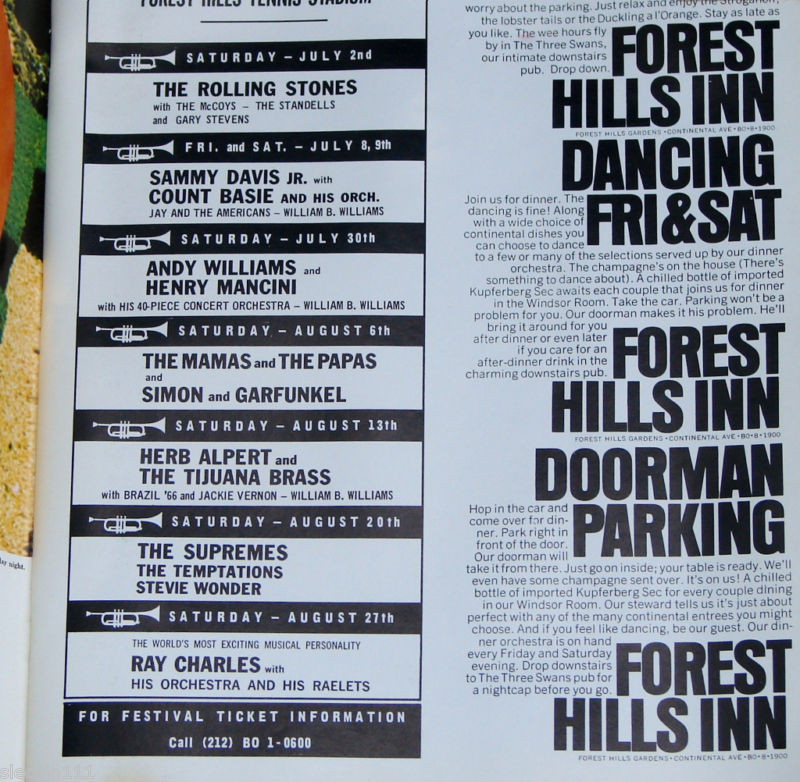 FOREST HILLS TENNIS STADIUM
SATURDAY – JULY 2nd
THE ROLLING STONES
with THE McCOYS – THE STANDELLS
and GARY STEVENS
FRI. and SAT. – JULY 8, 9th
SAMMY DAVIS JR. with
COUNT BASIE AND HIS ORCH.
JAY AND THE AMERICANS – WILLIAM B. WILLIAMS
SATURDAY – JULY 30th
ANDY WILLIAMS and
HENRY MANCINI
with HIS 40-PIECE CONCERT ORCHESTRA – WILLIAM B. WILLIAMS
SATURDAY – AUGUST 6th
THE MAMAS and THE PAPAS
and
SIMON and GARFUNKEL
SATURDAY – AUGUST 13th
HERB ALPERT and
THE TIJUANA BRASS
with BRAZIL '66 and JACKIE VERNON – WILLIAM B. WILLIAMS
SATURDAY – AUGUST 20th
THE SUPREMES
THE TEMPTATIONS
STEVIE WONDER
SATURDAY – AUGUST 27th
THE WORLD'S MOST EXCITING MUSICAL PERSONALITY
RAY CHARLES with
HIS ORCHESTRA AND HIS RAELETS
FOR FESTIVAL TICKET INFORMATION
Call (212) BO 1-0600
worry about the parking. Just relax and enjoy the Stroganoff,
the lobster tails or the Duckling a l'Orange. Stay as late as
you like. The wee hours fly
by in The Three Swans,
our intimate downstairs
pub. Drop down.
FOREST
HILLS INN
FOREST HILLS GARDENS • CONTINENTAL AVE • BO • 8 • 1900
DANCING
FRI & SAT
Join us for dinner. The
dancing is fine! Along
with a wide choice of
continental dishes you
can choose to dance
to a few or many of the selections served up by our dinner
orchestra. The champagne's on the house (There's
something to dance about). A chilled bottle of imported
Kupferberg Sec awaits each couple that joins us for dinner
in the Windsor Room. Take the car. Parking won't be a
problem for you. Our doorman makes it his problem. He'll
bring it around for you
after dinner or even later
if you care for an
after-dinner drink in the
charming downstairs pub.
FOREST
HILLS INN
FOREST HILLS GARDENS • CONTINENTAL AVE • BO • 8 • 1900
DOORMAN
PARKING
Hop in the car and
come over for din-
ner. Park right in
front of the door.
Our doorman will
take it from there. Just go on inside; your table is ready. We'll
even have some champagne sent over. It's on us! A chilled
bottle of imported Kupferberg Sec for every couple dining
in our Windsor Room. Our steward tells us it's just about
perfect with any of the many continental entrees you might
choose. And if you feel like dancing, be our guest. Our din-
ner orchestra is on hand
every Friday and Saturday
evening. Drop downstairs
to The Three Swans pub for
a nightcap before you go.
FOREST
HILLS INN
FOREST HILLS GARDENS • CONTINENTAL AVE • BO • 8 • 1900
night.